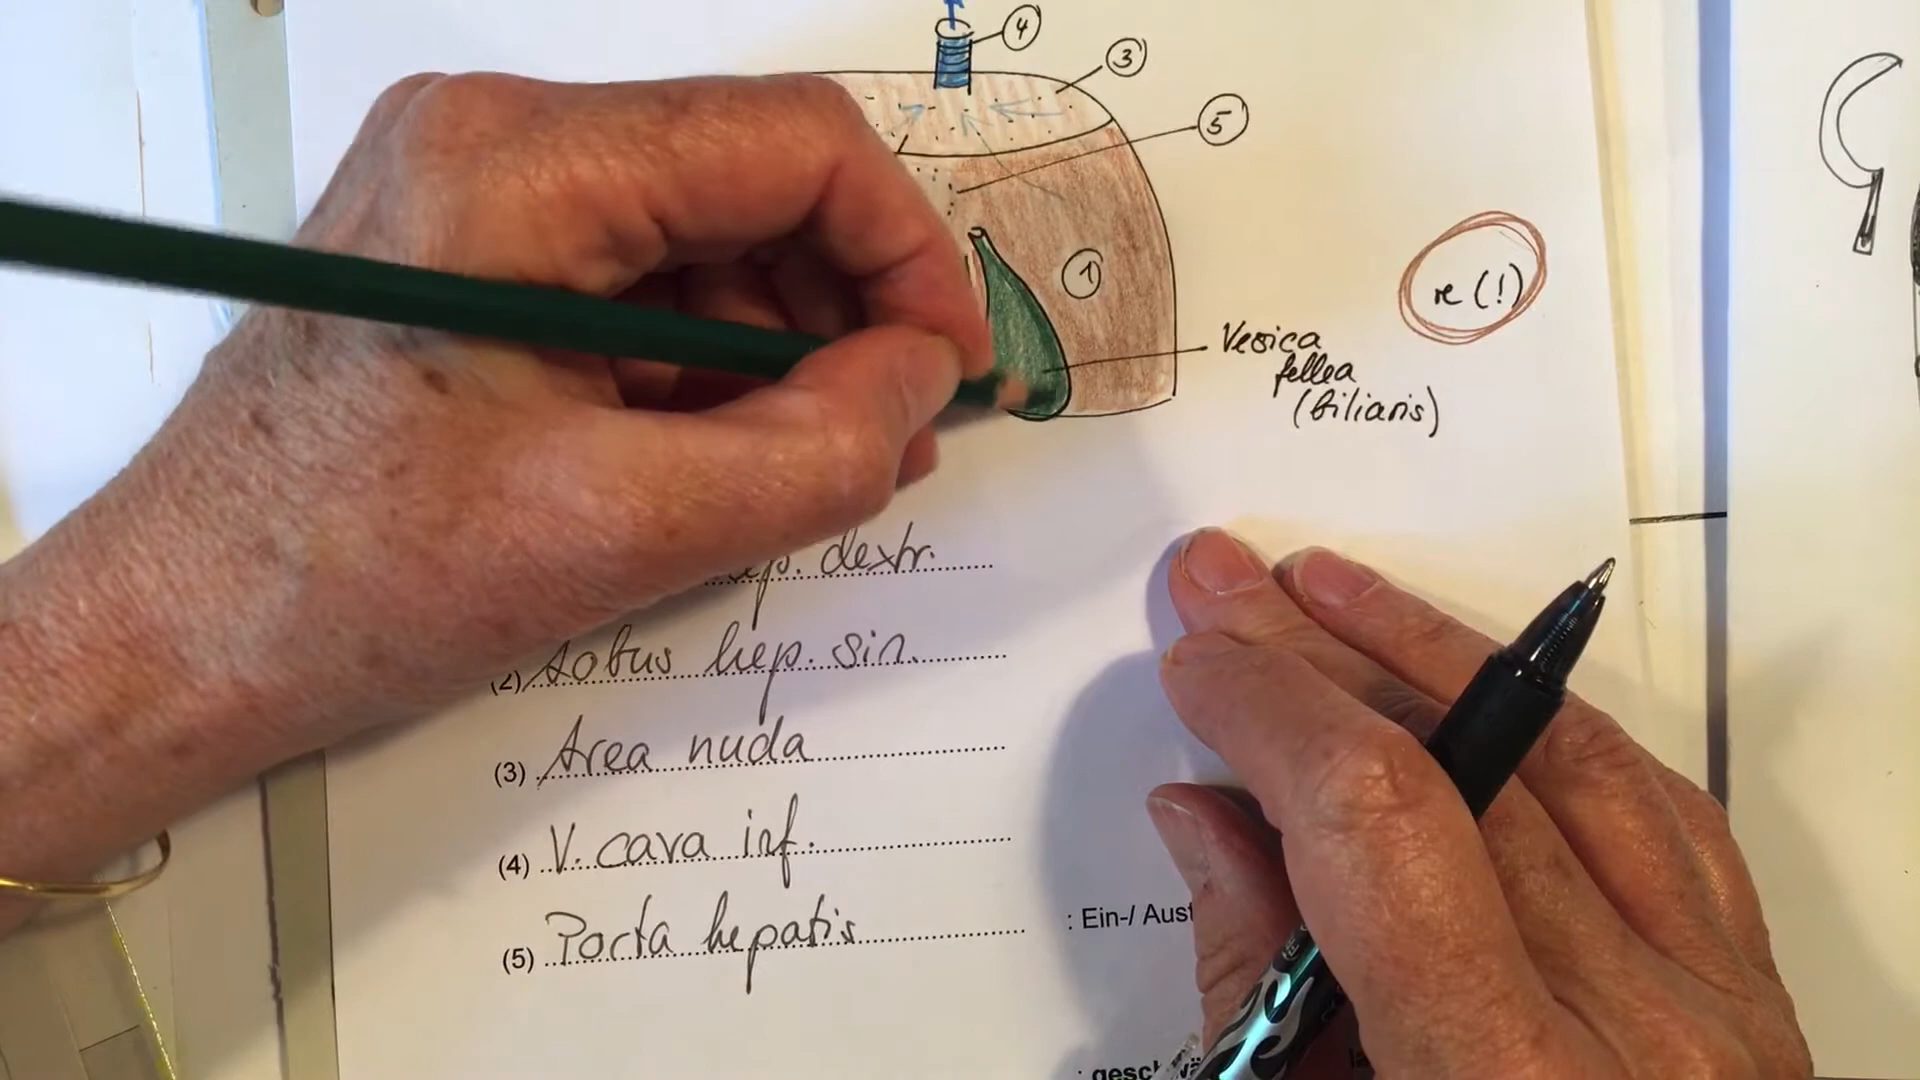 4
3
5
1
re (!)
Vesica
fellea
(biliaris)
hep. dextr.
(2) Lobus hep. sin.
(3) Area nuda
(4) V. cava inf.
(5) Porta hepatis : Ein-/